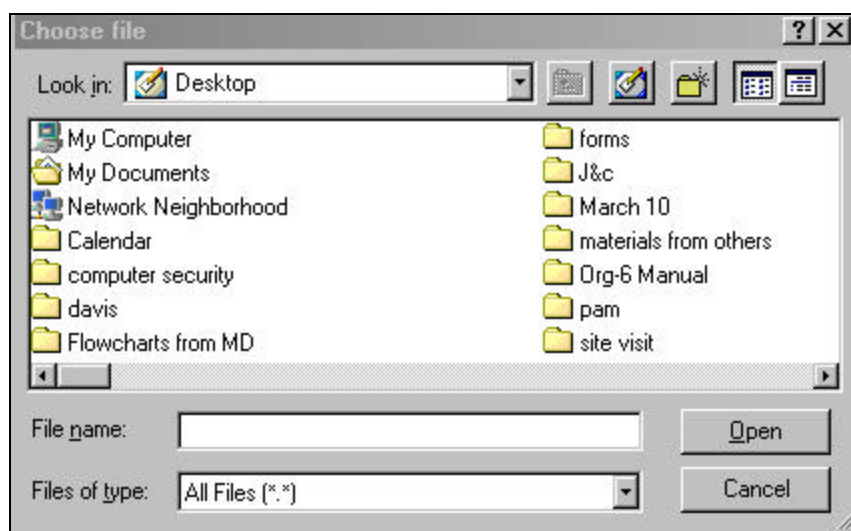 Choose file
Look in: Desktop
My Computer
My Documents
Network Neighborhood
Calendar
computer security
davis
Flowcharts from MD
forms
J&c
March 10
materials from others
Org-6 Manual
pam
site visit
File name: Open
Files of type: All Files (*.*) Cancel